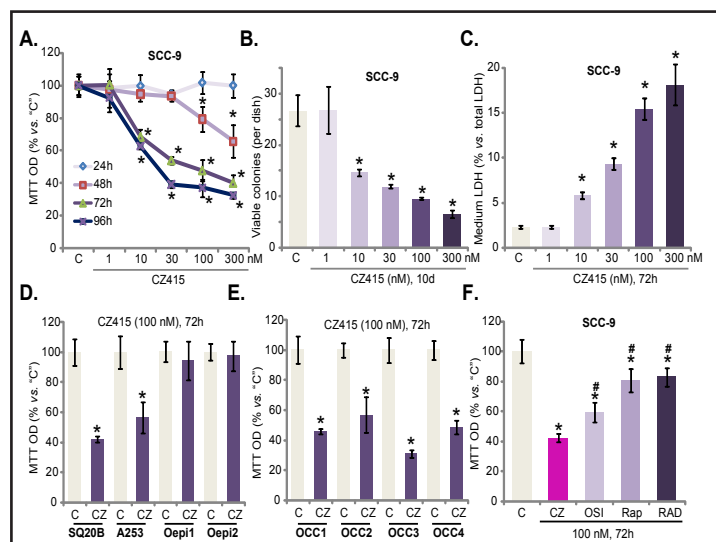 A.
SCC-9
MTT OD (% vs. “C”)
120
100
80
60
40
20
0
24h
48h
72h
96h
* * * * * * * * * *
C 1 10 30 100 300 nM
CZ415
B.
SCC-9
Viable colonies (per dish)
30
20
10
0
* * * *
C 1 10 30 100 300 nM
CZ415 (nM), 10d
C.
SCC-9
Medium LDH (% vs. total LDH)
20
15
10
5
0
* * * *
C 1 10 30 100 300 nM
CZ415 (nM), 72h
D.
CZ415 (100 nM), 72h
MTT OD (% vs. “C”)
120
100
80
60
40
20
0
* *
C CZ C CZ C CZ C CZ
SQ20B A253 Oepi1 Oepi2
E.
CZ415 (100 nM), 72h
MTT OD (% vs. “C”)
120
100
80
60
40
20
0
* * * *
C CZ C CZ C CZ C CZ
OCC1 OCC2 OCC3 OCC4
F.
SCC-9
MTT OD (% vs. “C”)
120
100
80
60
40
20
0
# # #
* * * *
C CZ OSI Rap RAD
100 nM, 72h